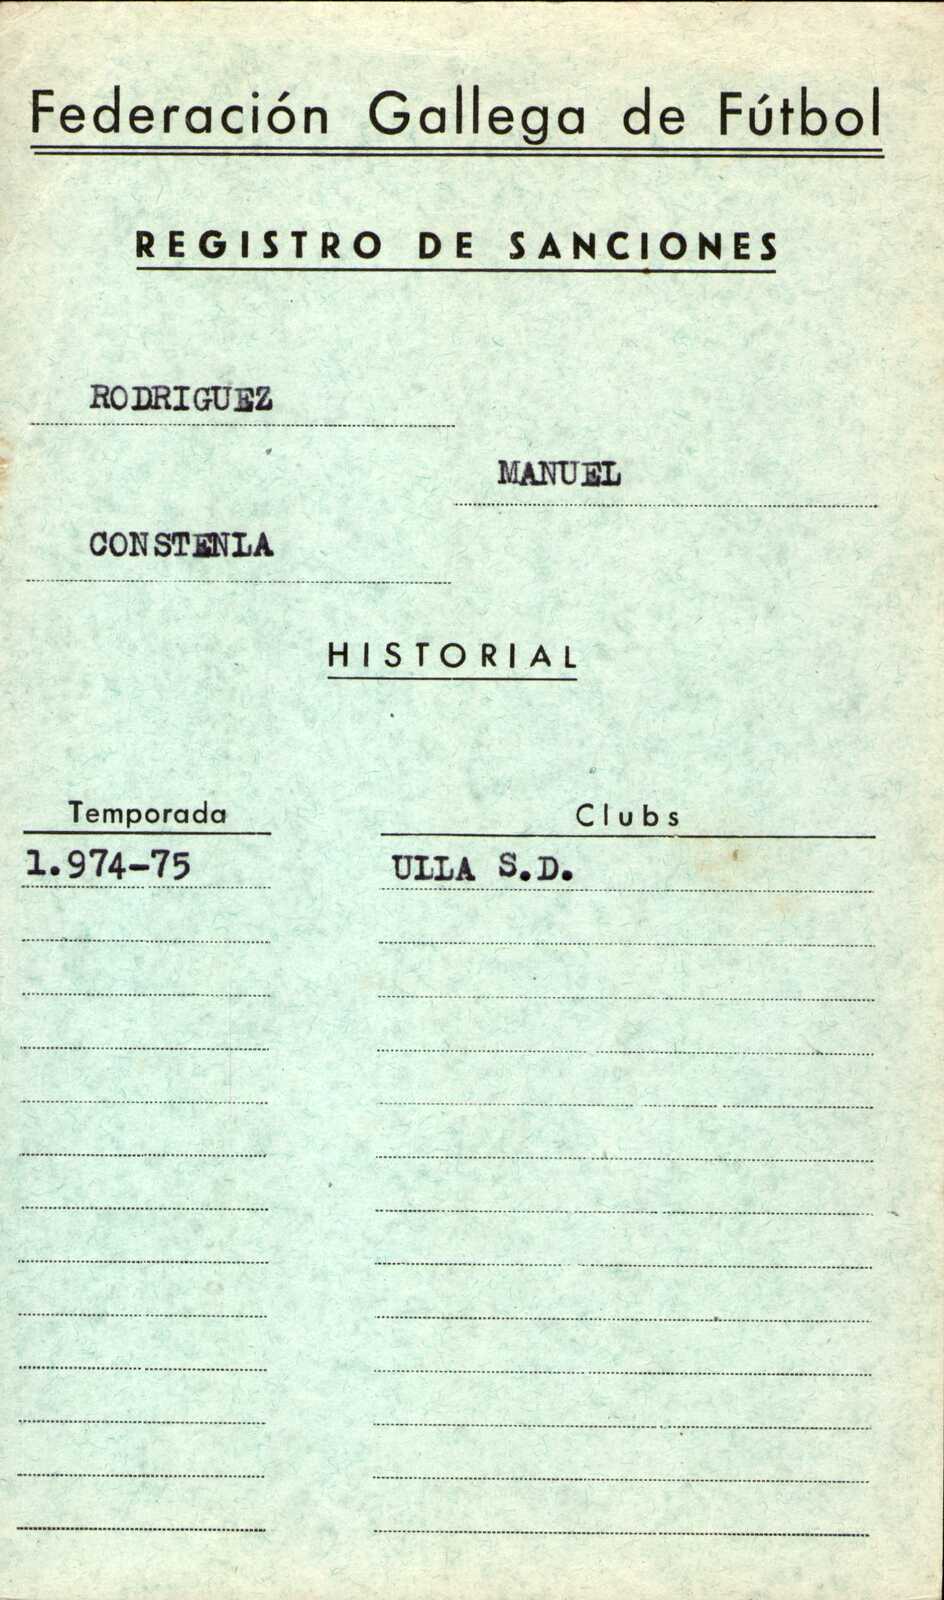 Federación Gallega de Fútbol
REGISTRO DE SANCIONES
RODRIGUEZ
MANUEL
CONSTENLA
HISTORIAL
Temporada Clubs
1.974-75 ULLA S.D.